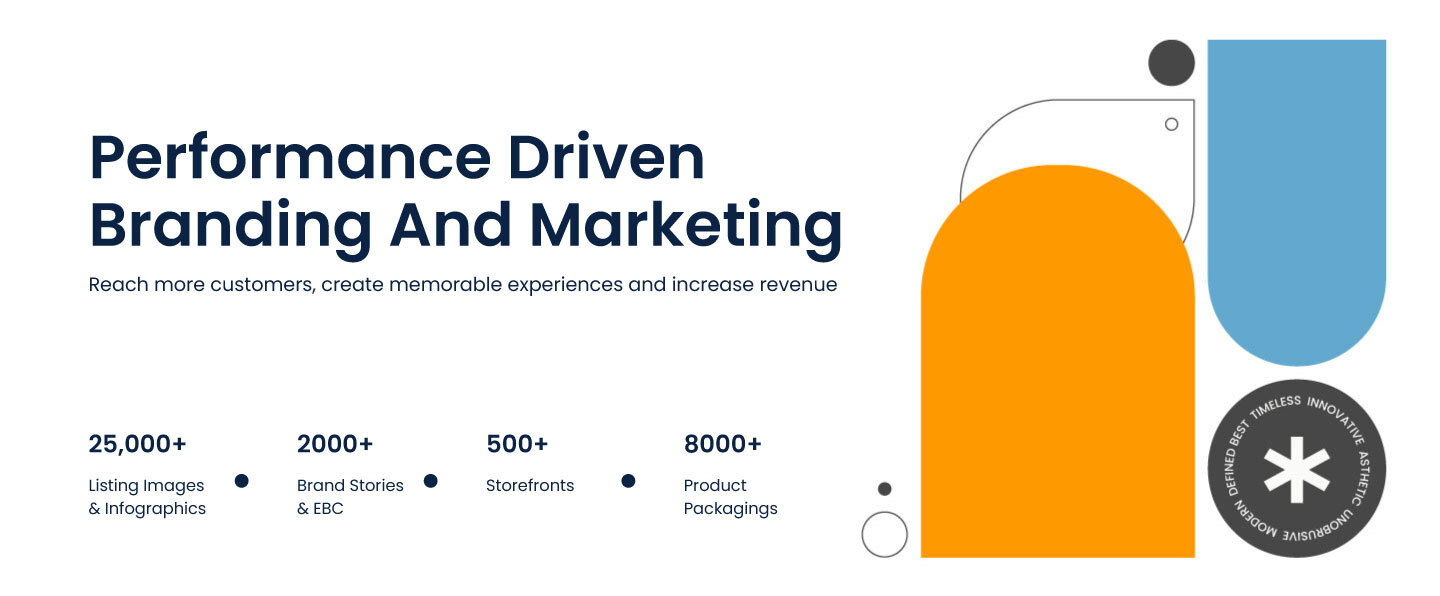 Performance Driven
Branding And Marketing
Reach more customers, create memorable experiences and increase revenue
25,000+
Listing Images
& Infographics
2000+
Brand Stories
& EBC
500+
Storefronts
8000+
Product
Packagings
BEST TIMELESS INNOVATIVE ASTHETIC UNOBRUSIVE MODERN DEFINED